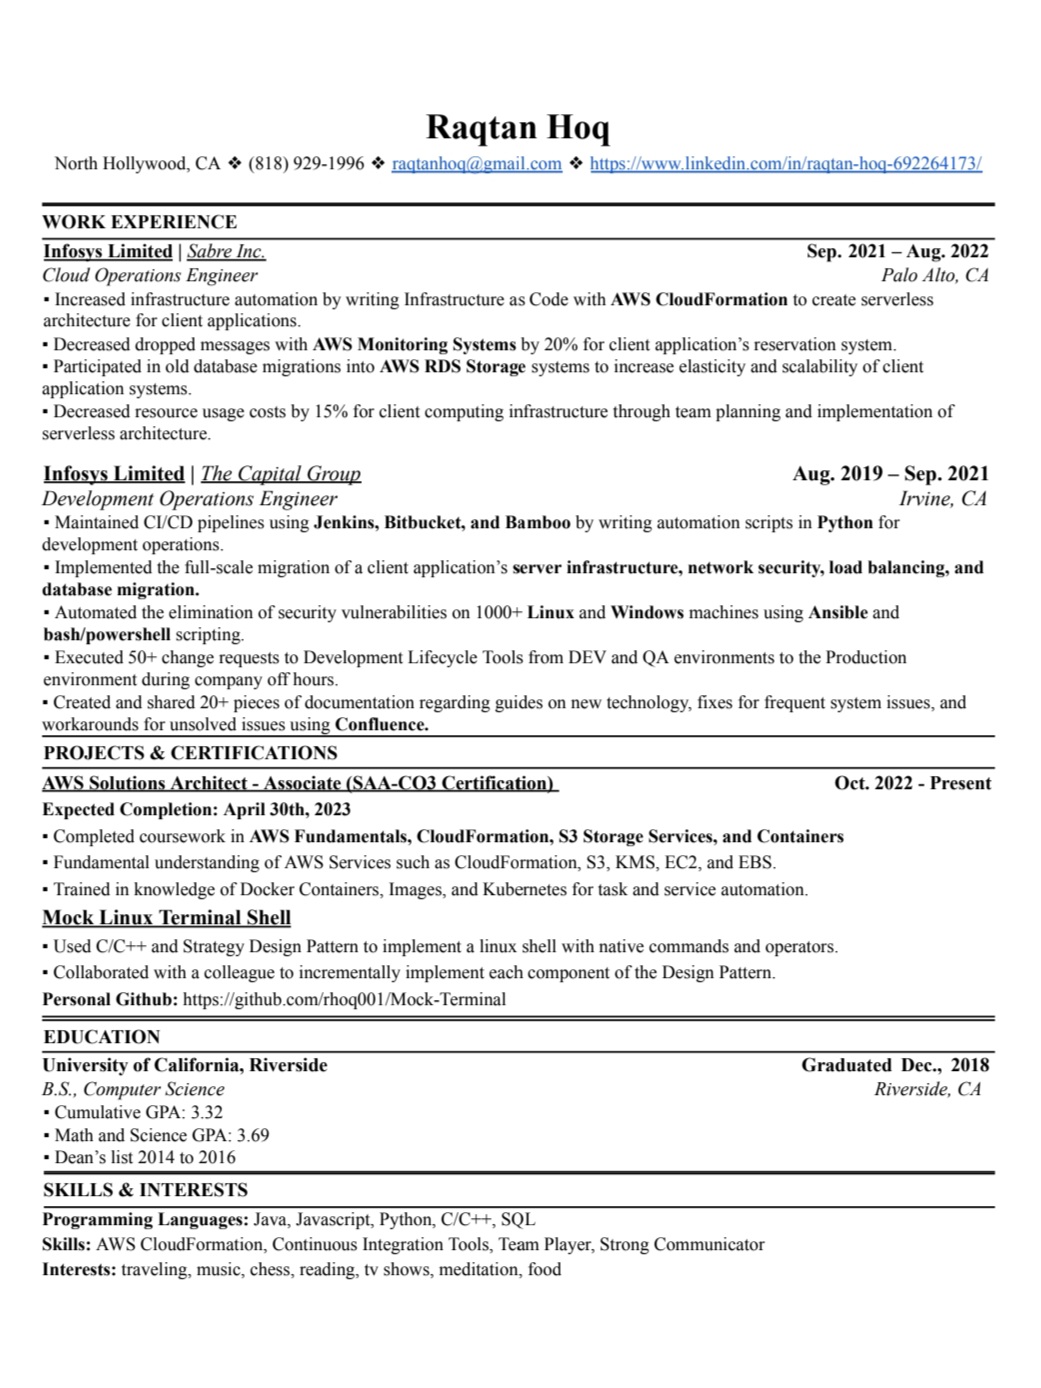 Raqtan Hoq
North Hollywood, CA ❖ (818) 929-1996 ❖ raqtanhoq@gmail.com ❖ https://www.linkedin.com/in/raqtan-hoq-692264173/
WORK EXPERIENCE
Infosys Limited | Sabre Inc. Sep. 2021 – Aug. 2022
Cloud Operations Engineer Palo Alto, CA
▪ Increased infrastructure automation by writing Infrastructure as Code with AWS CloudFormation to create serverless
architecture for client applications.
▪ Decreased dropped messages with AWS Monitoring Systems by 20% for client application’s reservation system.
▪ Participated in old database migrations into AWS RDS Storage systems to increase elasticity and scalability of client
application systems.
▪ Decreased resource usage costs by 15% for client computing infrastructure through team planning and implementation of
serverless architecture.
Infosys Limited | The Capital Group Aug. 2019 – Sep. 2021
Development Operations Engineer Irvine, CA
▪ Maintained CI/CD pipelines using Jenkins, Bitbucket, and Bamboo by writing automation scripts in Python for
development operations.
▪ Implemented the full-scale migration of a client application’s server infrastructure, network security, load balancing, and
database migration.
▪ Automated the elimination of security vulnerabilities on 1000+ Linux and Windows machines using Ansible and
bash/powershell scripting.
▪ Executed 50+ change requests to Development Lifecycle Tools from DEV and QA environments to the Production
environment during company off hours.
▪ Created and shared 20+ pieces of documentation regarding guides on new technology, fixes for frequent system issues, and
workarounds for unsolved issues using Confluence.
PROJECTS & CERTIFICATIONS
AWS Solutions Architect - Associate (SAA-CO3 Certification) Oct. 2022 - Present
Expected Completion: April 30th, 2023
▪ Completed coursework in AWS Fundamentals, CloudFormation, S3 Storage Services, and Containers
▪ Fundamental understanding of AWS Services such as CloudFormation, S3, KMS, EC2, and EBS.
▪ Trained in knowledge of Docker Containers, Images, and Kubernetes for task and service automation.
Mock Linux Terminal Shell
▪ Used C/C++ and Strategy Design Pattern to implement a linux shell with native commands and operators.
▪ Collaborated with a colleague to incrementally implement each component of the Design Pattern.
Personal Github: https://github.com/rhoq001/Mock-Terminal
EDUCATION
University of California, Riverside Graduated Dec., 2018
B.S., Computer Science Riverside, CA
▪ Cumulative GPA: 3.32
▪ Math and Science GPA: 3.69
▪ Dean’s list 2014 to 2016
SKILLS & INTERESTS
Programming Languages: Java, Javascript, Python, C/C++, SQL
Skills: AWS CloudFormation, Continuous Integration Tools, Team Player, Strong Communicator
Interests: traveling, music, chess, reading, tv shows, meditation, food